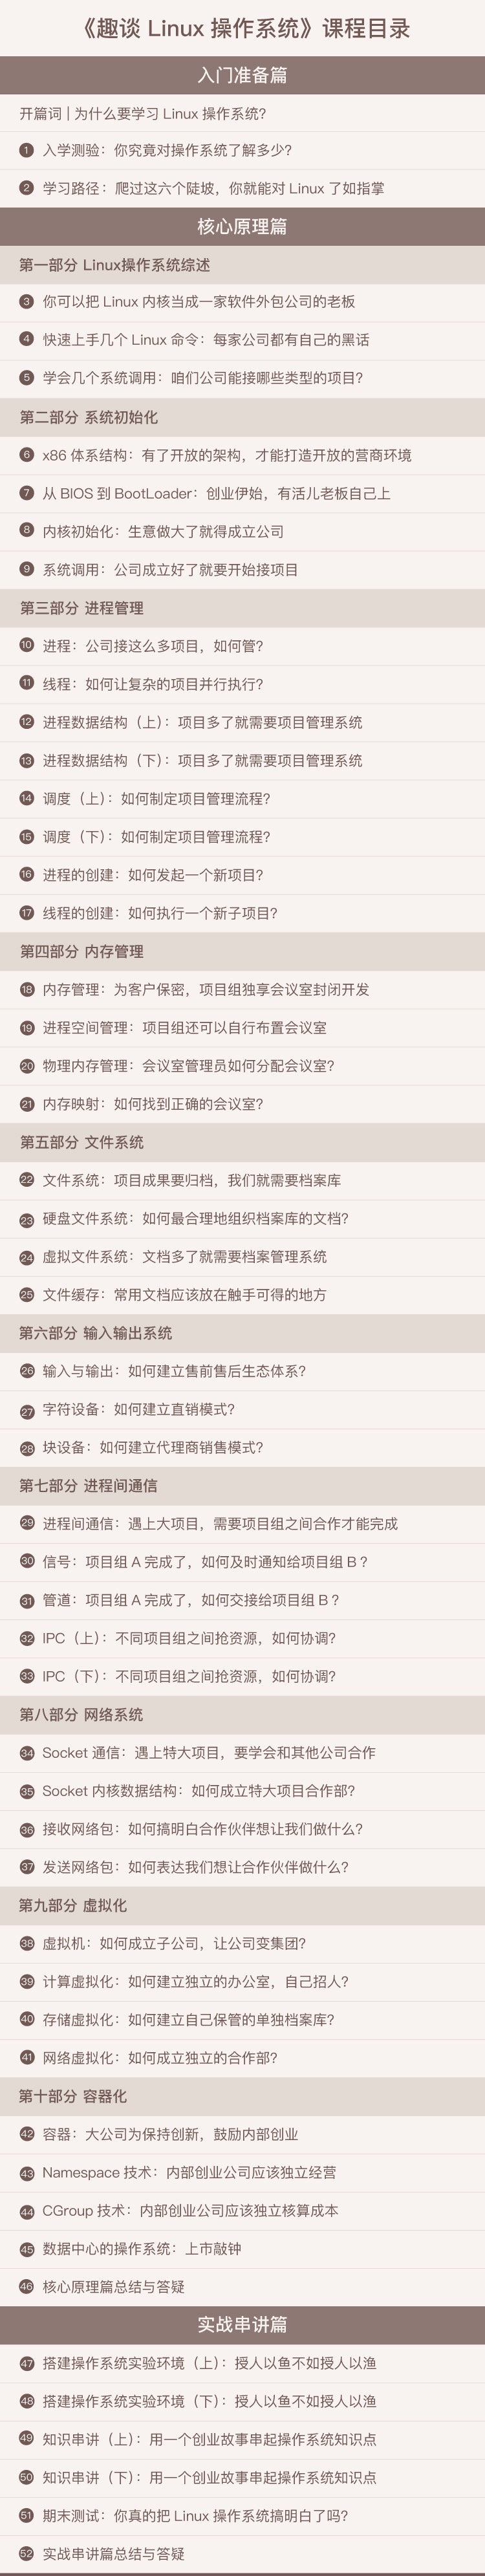 《趣谈 Linux 操作系统》课程目录
入门准备篇
开篇词 | 为什么要学习 Linux 操作系统？
1 入学测验：你究竟对操作系统了解多少？
2 学习路径：爬过这六个陡坡，你就能对 Linux 了如指掌
核心原理篇
第一部分 Linux操作系统综述
3 你可以把 Linux 内核当成一家软件外包公司的老板
4 快速上手几个 Linux 命令：每家公司都有自己的黑话
5 学会几个系统调用：咱们公司能接哪些类型的项目？
第二部分 系统初始化
6 x86 体系结构：有了开放的架构，才能打造开放的营商环境
7 从 BIOS 到 BootLoader：创业伊始，有活儿老板自己上
8 内核初始化：生意做大了就得成立公司
9 系统调用：公司成立好了就要开始接项目
第三部分 进程管理
10 进程：公司接这么多项目，如何管？
11 线程：如何让复杂的项目并行执行？
12 进程数据结构（上）：项目多了就需要项目管理系统
13 进程数据结构（下）：项目多了就需要项目管理系统
14 调度（上）：如何制定项目管理流程？
15 调度（下）：如何制定项目管理流程？
16 进程的创建：如何发起一个新项目？
17 线程的创建：如何执行一个新子项目？
第四部分 内存管理
18 内存管理：为客户保密，项目组独享会议室封闭开发
19 进程空间管理：项目组还可以自行布置会议室
20 物理内存管理：会议室管理员如何分配会议室？
21 内存映射：如何找到正确的会议室？
第五部分 文件系统
22 文件系统：项目成果要归档，我们就需要档案库
23 硬盘文件系统：如何最合理地组织档案库的文档？
24 虚拟文件系统：文档多了就需要档案管理系统
25 文件缓存：常用文档应该放在触手可得的地方
第六部分 输入输出系统
26 输入与输出：如何建立售前售后生态体系？
27 字符设备：如何建立直销模式？
28 块设备：如何建立代理商销售模式？
第七部分 进程间通信
29 进程间通信：遇上大项目，需要项目组之间合作才能完成
30 信号：项目组 A 完成了，如何及时通知给项目组 B？
31 管道：项目组 A 完成了，如何交接给项目组 B？
32 IPC（上）：不同项目组之间抢资源，如何协调？
33 IPC（下）：不同项目组之间抢资源，如何协调？
第八部分 网络系统
34 Socket 通信：遇上特大项目，要学会和其他公司合作
35 Socket 内核数据结构：如何成立特大项目合作部？
36 接收网络包：如何搞明白合作伙伴想让我们做什么？
37 发送网络包：如何表达我们想让合作伙伴做什么？
第九部分 虚拟化
38 虚拟机：如何成立子公司，让公司变集团？
39 计算虚拟化：如何建立独立的办公室，自己招人？
40 存储虚拟化：如何建立自己保管的单独档案库？
41 网络虚拟化：如何成立独立的合作部？
第十部分 容器化
42 容器：大公司为保持创新，鼓励内部创业
43 Namespace 技术：内部创业公司应该独立经营
44 CGroup 技术：内部创业公司应该独立核算成本
45 数据中心的操作系统：上市敲钟
46 核心原理篇总结与答疑
实战串讲篇
47 搭建操作系统实验环境（上）：授人以鱼不如授人以渔
48 搭建操作系统实验环境（下）：授人以鱼不如授人以渔
49 知识串讲（上）：用一个创业故事串起操作系统知识点
50 知识串讲（下）：用一个创业故事串起操作系统知识点
51 期末测试：你真的把 Linux 操作系统搞明白了吗？
52 实战串讲篇总结与答疑